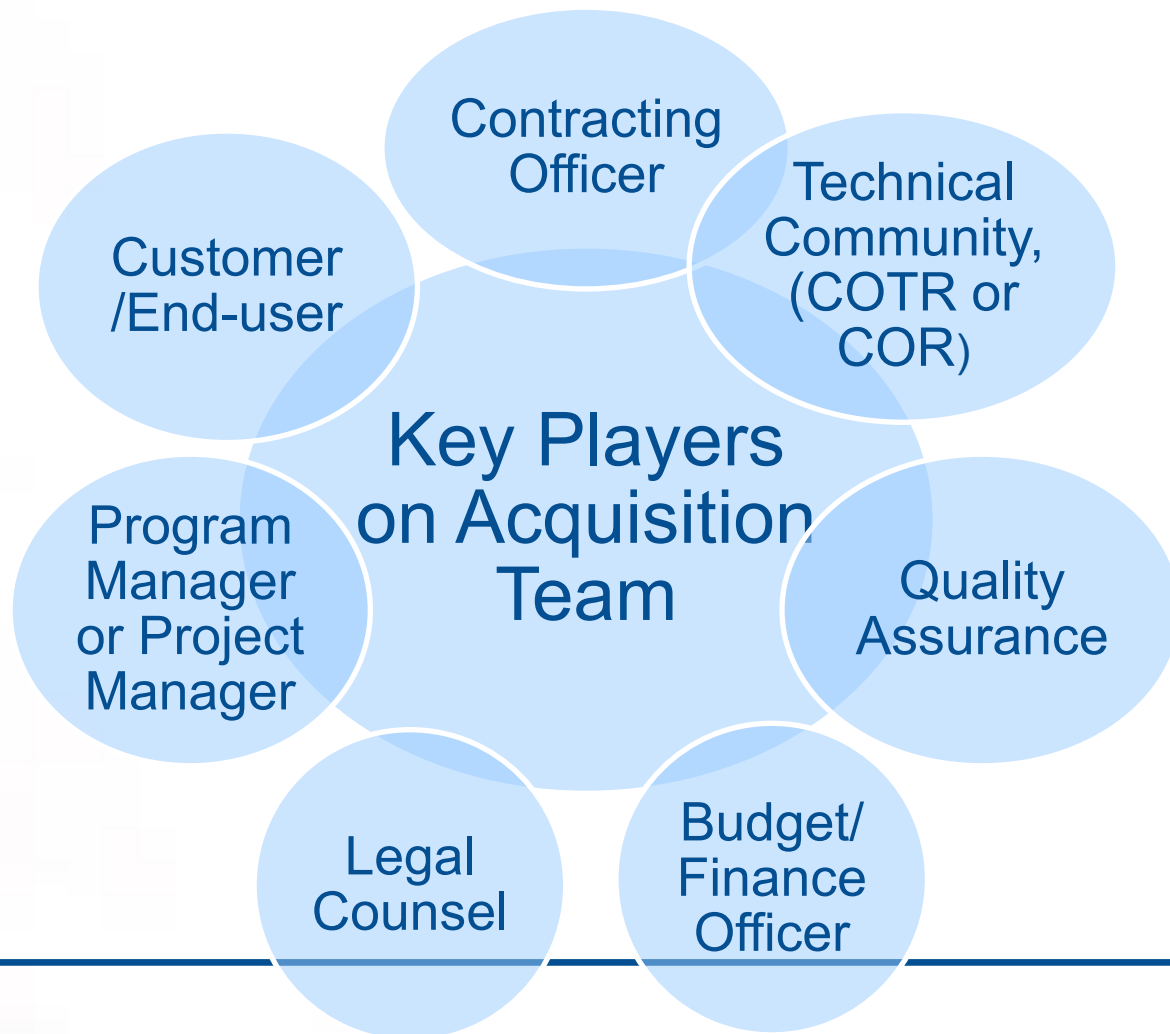 Contracting
Officer
Technical
Community,
(COTR or
COR)
Customer
/End-user
Key Players
on Acquisition
Team
Program
Manager
or Project
Manager
Quality
Assurance
Legal
Counsel
Budget/
Finance
Officer